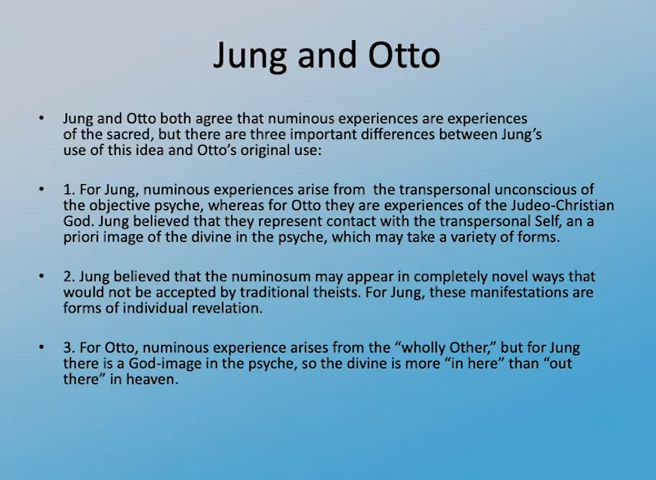 Jung and Otto
• Jung and Otto both agree that numinous experiences are experiences
of the sacred, but there are three important differences between Jung's
use of this idea and Otto's original use:
• 1. For Jung, numinous experiences arise from  the transpersonal unconscious of
the objective psyche, whereas for Otto they are experiences of the Judeo-Christian
God. Jung believed that they represent contact with the transpersonal Self, an a
priori image of the divine in the psyche, which may take a variety of forms.
• 2. Jung believed that the numinosum may appear in completely novel ways that
would not be accepted by traditional theists. For Jung, these manifestations are
forms of individual revelation.
• 3. For Otto, numinous experience arises from the “wholly Other,” but for Jung
there is a God-image in the psyche, so the divine is more “in here” than “out
there” in heaven.